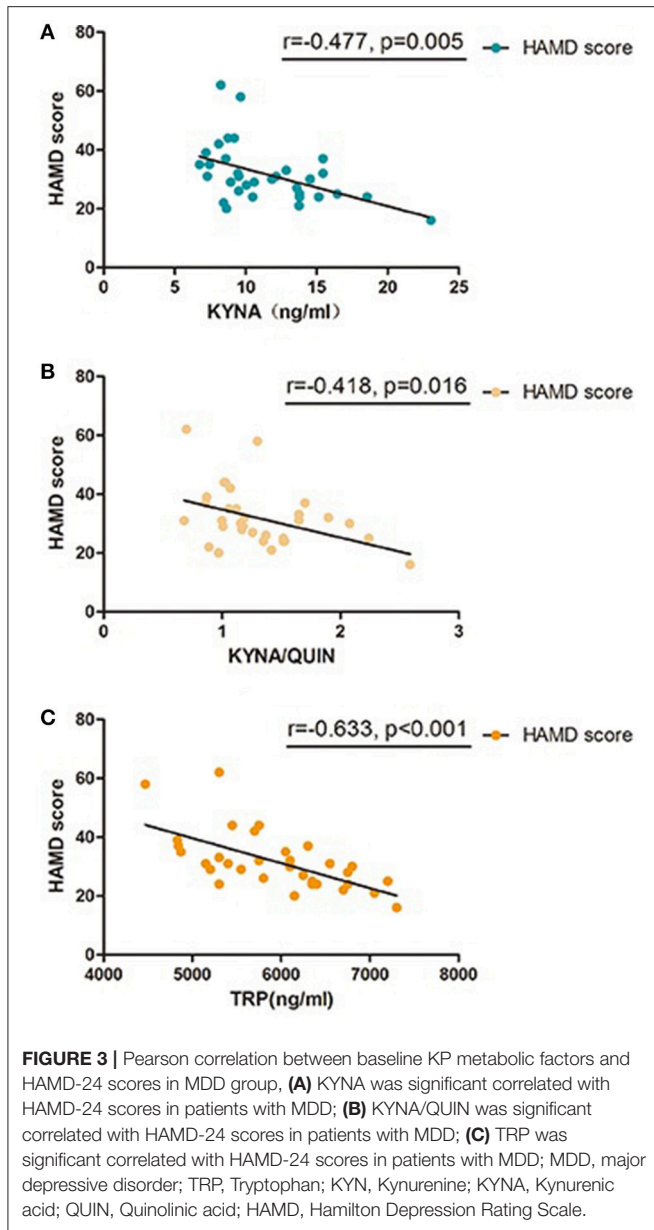 A
r=-0.477, p=0.005
HAMD score
HAMD score
80
60
40
20
0
0 5 10 15 20 25
KYNA (ng/ml)
B
r=-0.418, p=0.016
HAMD score
HAMD score
80
60
40
20
0
0 1 2 3
KYNA/QUIN
C
r=-0.633, p<0.001
HAMD score
HAMD score
80
60
40
20
0
4000 5000 6000 7000 8000
TRP(ng/ml)
FIGURE 3 | Pearson correlation between baseline KP metabolic factors and
HAMD-24 scores in MDD group, (A) KYNA was significant correlated with
HAMD-24 scores in patients with MDD; (B) KYNA/QUIN was significant
correlated with HAMD-24 scores in patients with MDD; (C) TRP was
significant correlated with HAMD-24 scores in patients with MDD; MDD, major
depressive disorder; TRP, Tryptophan; KYN, Kynurenine; KYNA, Kynurenic
acid; QUIN, Quinolinic acid; HAMD, Hamilton Depression Rating Scale.